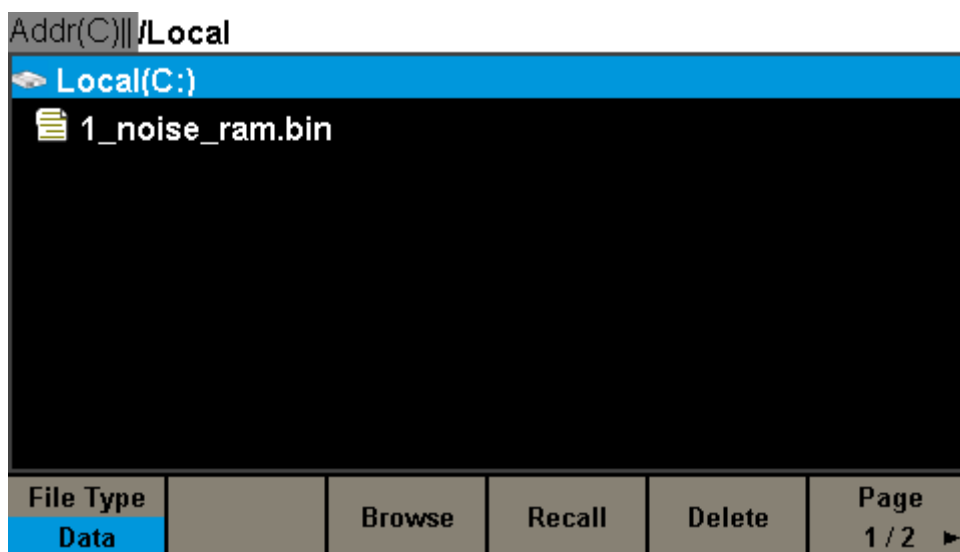 Addr(C)|| /Local
Local(C:)
1_noise_ram.bin
File Type
Data
Browse
Recall
Delete
Page
1/2 ►